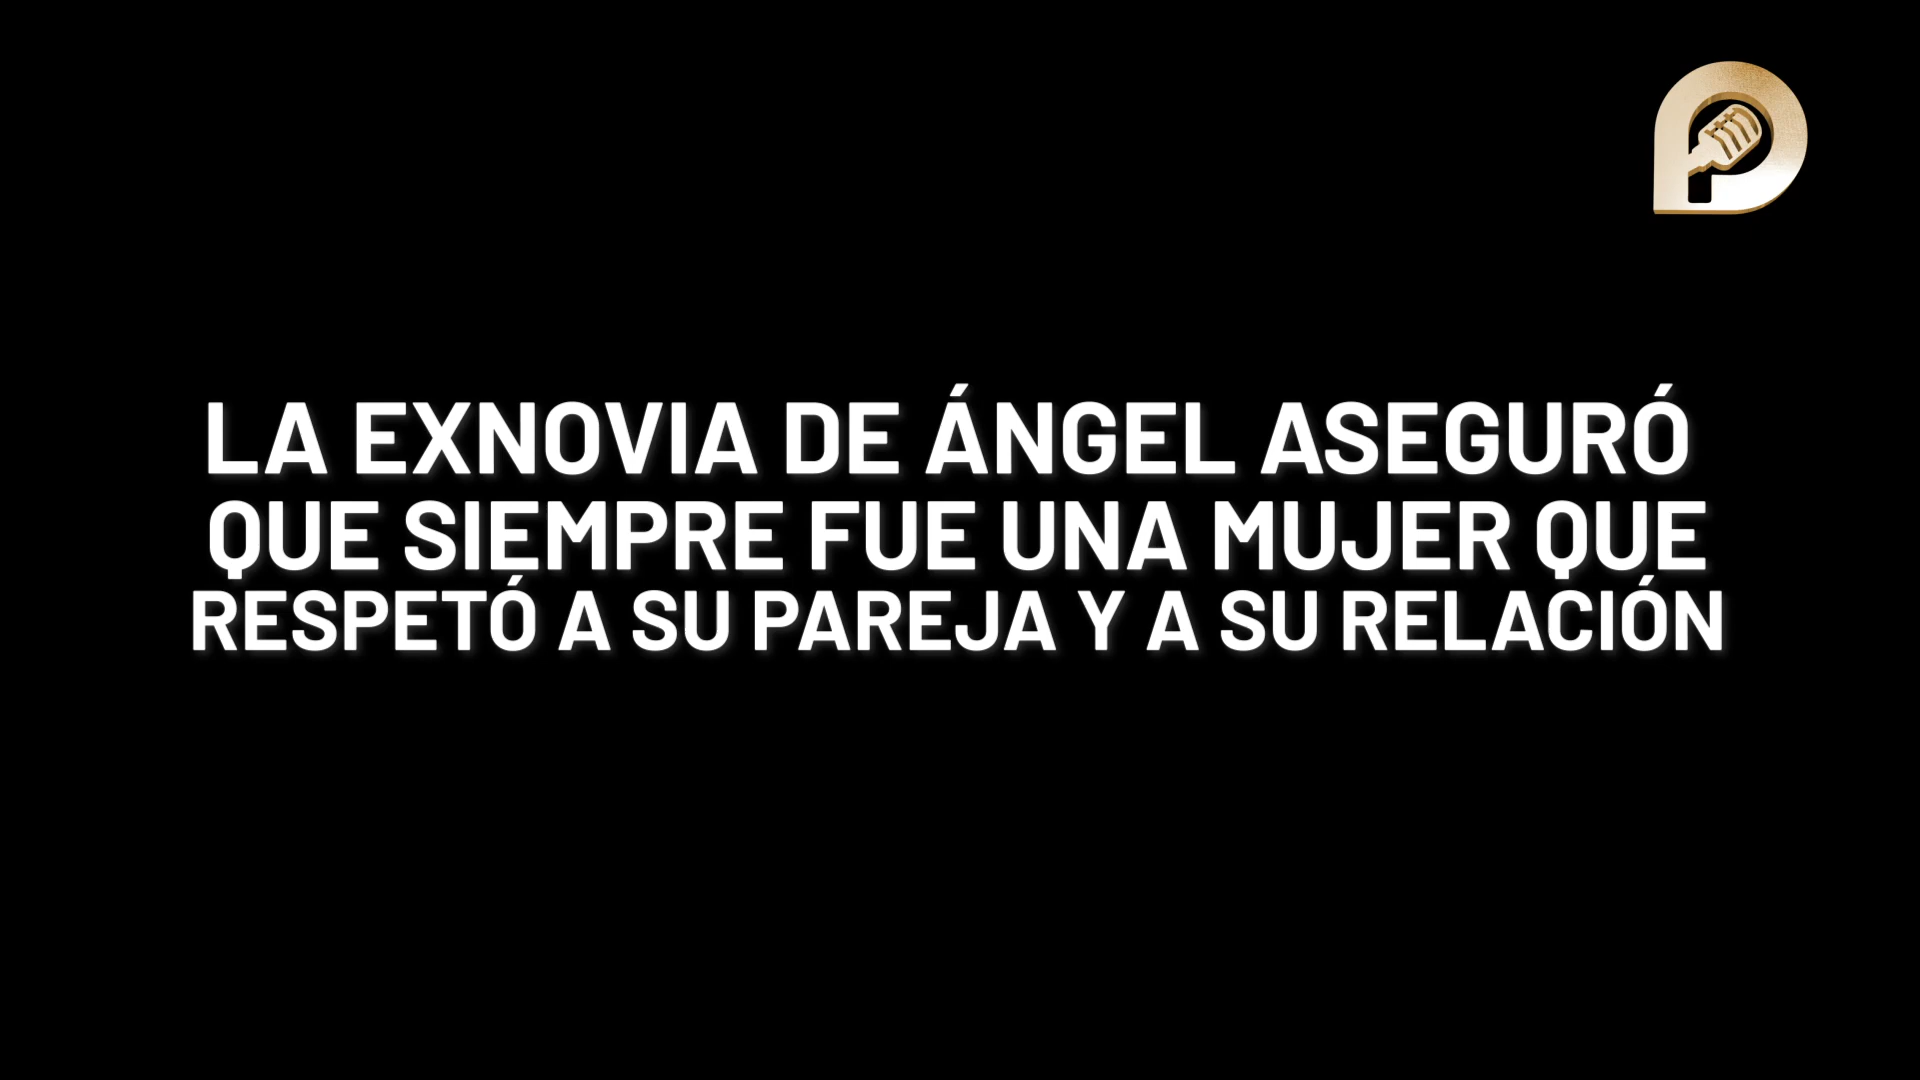 LA EXNOVIA DE ÁNGEL ASEGURÓ
QUE SIEMPRE FUE UNA MUJER QUE
RESPETÓ A SU PAREJA Y A SU RELACIÓN